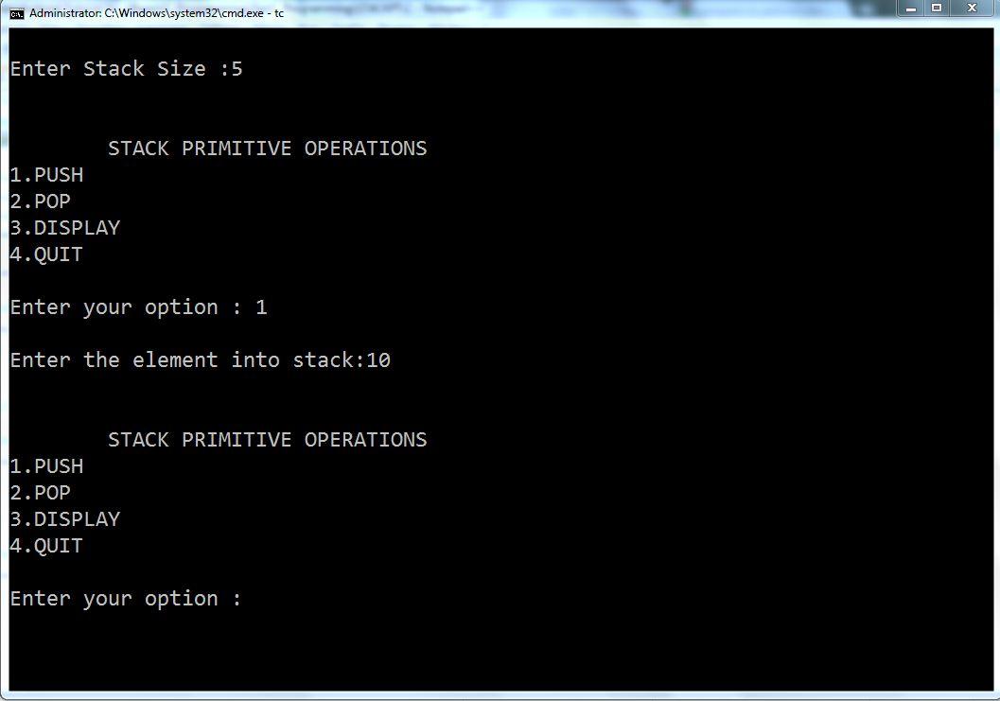 Administrator: C:\Windows\system32\cmd.exe - tc
Enter Stack Size :5
STACK PRIMITIVE OPERATIONS
1.PUSH
2.POP
3.DISPLAY
4.QUIT
Enter your option : 1
Enter the element into stack:10
STACK PRIMITIVE OPERATIONS
1.PUSH
2.POP
3.DISPLAY
4.QUIT
Enter your option :